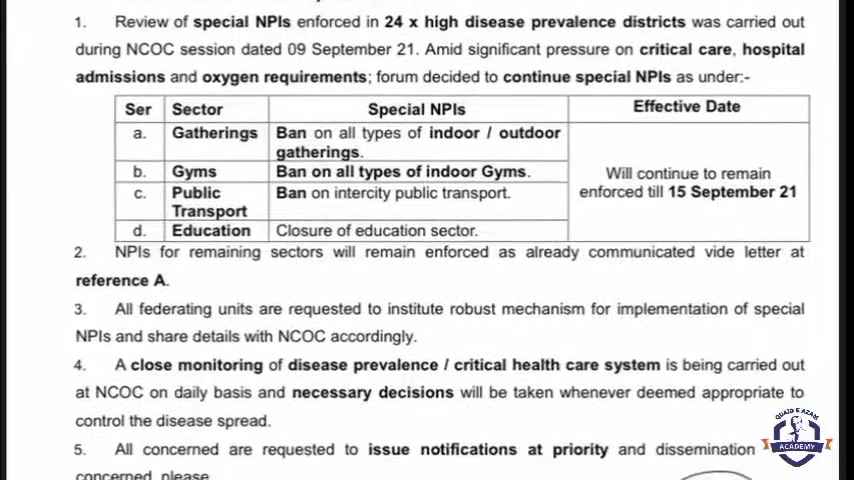 1. Review of special NPIs enforced in 24 x high disease prevalence districts was carried out
during NCOC session dated 09 September 21. Amid significant pressure on critical care, hospital
admissions and oxygen requirements; forum decided to continue special NPIs as under:-
Ser Sector Special NPIs Effective Date
a. Gatherings Ban on all types of indoor / outdoor
gatherings.
b. Gyms Ban on all types of indoor Gyms.
c. Public Ban on intercity public transport.
Transport
d. Education Closure of education sector.
Will continue to remain
enforced till 15 September 21
2. NPIs for remaining sectors will remain enforced as already communicated vide letter at
reference A.
3. All federating units are requested to institute robust mechanism for implementation of special
NPIs and share details with NCOC accordingly.
4. A close monitoring of disease prevalence / critical health care system is being carried out
at NCOC on daily basis and necessary decisions will be taken whenever deemed appropriate to
control the disease spread.
5. All concerned are requested to issue notifications at priority and dissemination
concerned please
QUAID E AZAM
ACADEMY